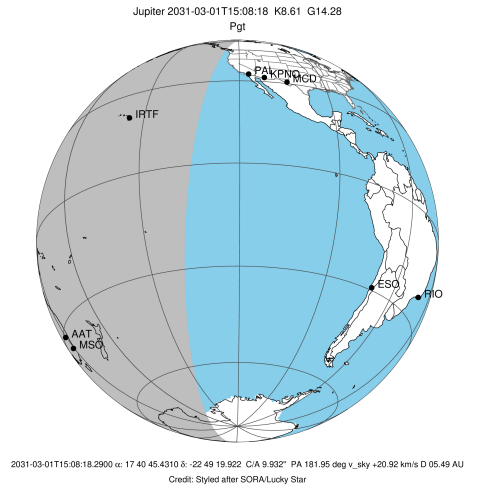 Jupiter 2031-03-01T15:08:18 K8.61 G14.28
Pgt
PAL
KPNO
MCD
IRTF
ESO
RIO
AAT
MSO
2031-03-01T15:08:18.2900 α: 17 40 45.4310 δ: -22 49 19.922 C/A 9.932" PA 181.95 deg v_sky +20.92 km/s D 05.49 AU
Credit: Styled after SORA/Lucky Star